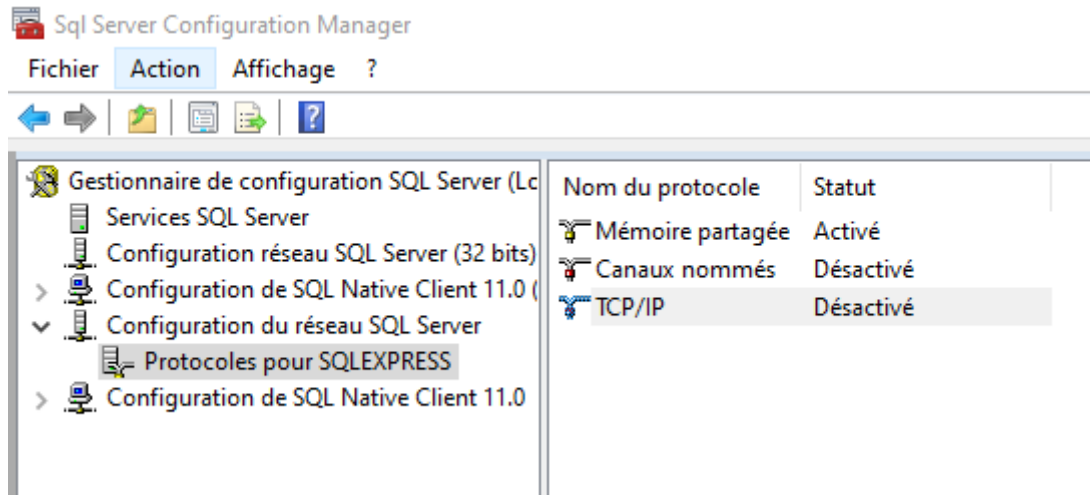 Sql Server Configuration Manager
Fichier Action Affichage ?
Gestionnaire de configuration SQL Server (Lc
Services SQL Server
Configuration réseau SQL Server (32 bits)
Configuration de SQL Native Client 11.0 (
Configuration du réseau SQL Server
Protocoles pour SQLEXPRESS
Configuration de SQL Native Client 11.0
Nom du protocole Statut
Mémoire partagée Activé
Canaux nommés Désactivé
TCP/IP Désactivé